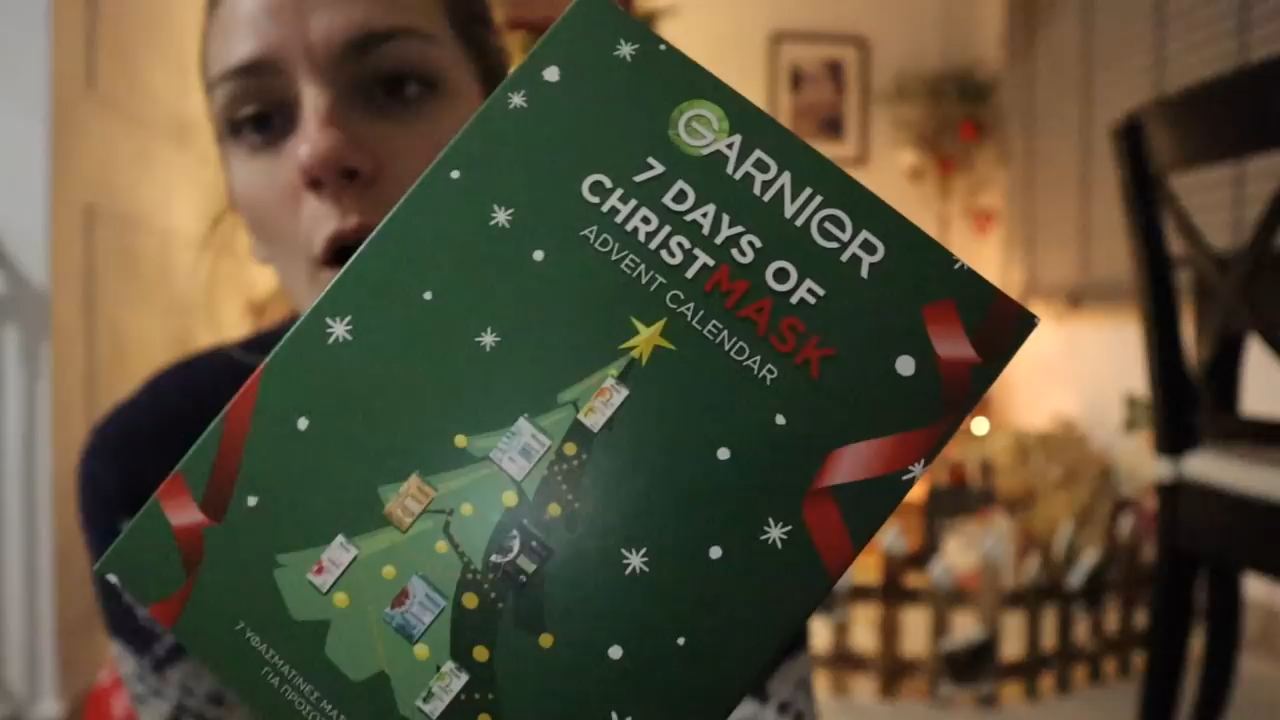 GARNIER
7 DAYS OF
CHRISTMASK
ADVENT CALENDAR
7 ΥΦΑΣΜΑΤΙΝΕΣ
ΓΙΑ